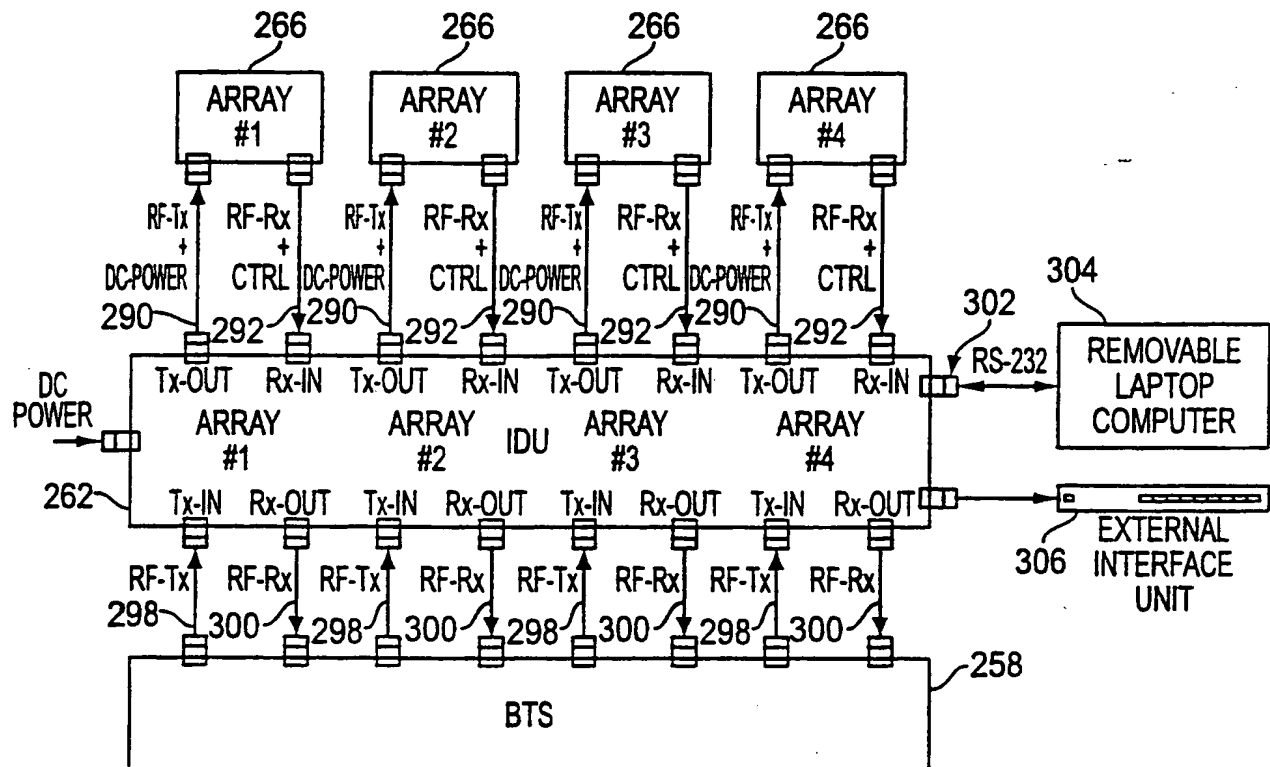 266 266 266 266
ARRAY #1 ARRAY #2 ARRAY #3 ARRAY #4
RF-Tx + DC-POWER RF-Rx + CTRL RF-Tx + DC-POWER RF-Rx + CTRL RF-Tx + DC-POWER RF-Rx + CTRL RF-Tx + DC-POWER RF-Rx + CTRL
290 292 290 292 290 292 290 292
302
304
RS-232
REMOVABLE
LAPTOP
COMPUTER
DC
POWER
Tx-OUT Rx-IN Tx-OUT Rx-IN Tx-OUT Rx-IN Tx-OUT Rx-IN
ARRAY #1 ARRAY #2 ARRAY #3 ARRAY #4
IDU
262
Tx-IN Rx-OUT Tx-IN Rx-OUT Tx-IN Rx-OUT Tx-IN Rx-OUT
306
EXTERNAL
INTERFACE
UNIT
RF-Tx RF-Rx RF-Tx RF-Rx RF-Tx RF-Rx RF-Tx RF-Rx
298 300 298 300 298 300 298 300
258
BTS